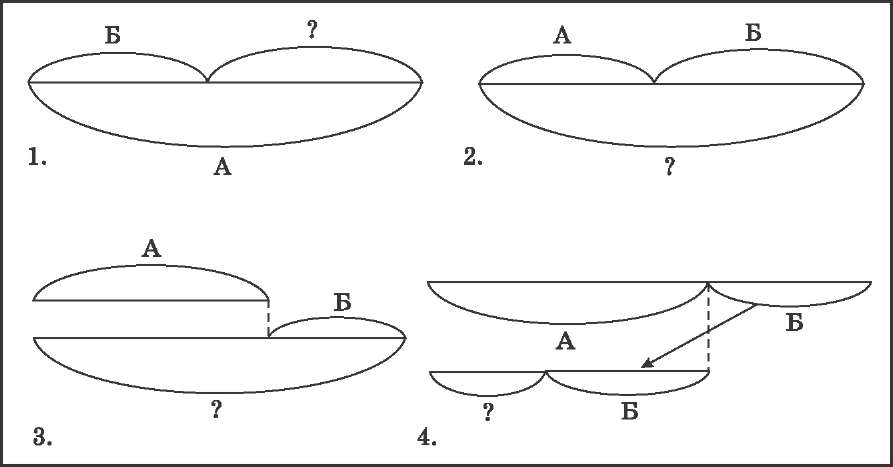 Б ?
А
1.
А Б
?
2.
А
Б
?
3.
А Б
? Б
4.